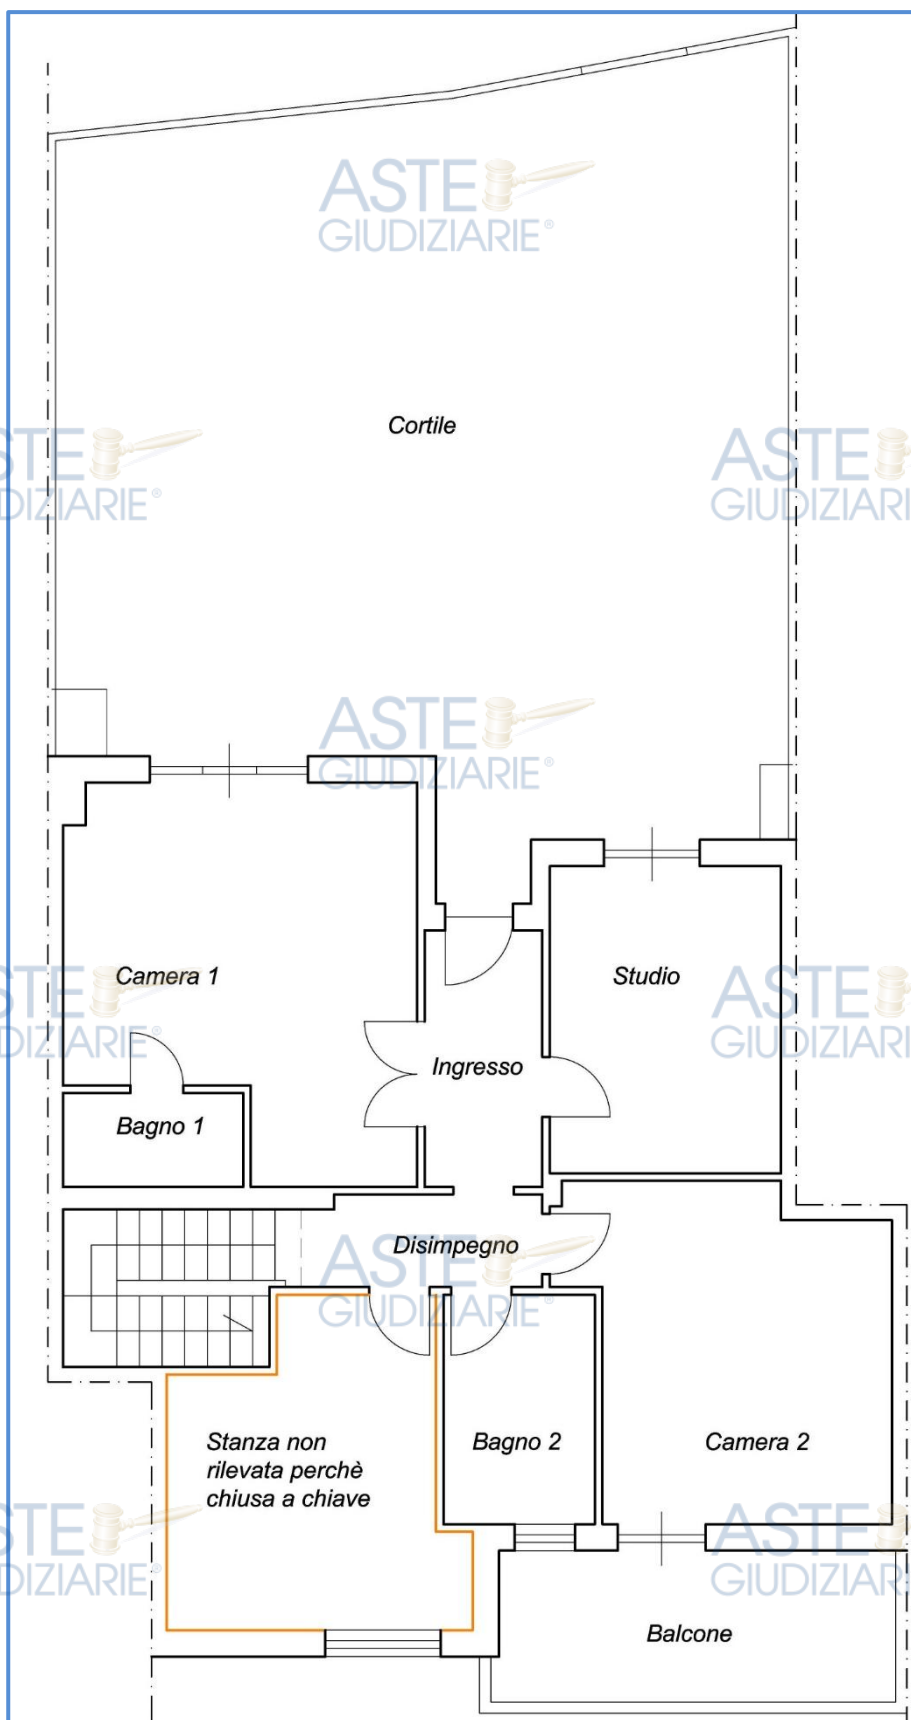 ASTE
GIUDIZIARIE®
Cortile
ASTE
GIUDIZIARIE®
Camera 1
Studio
Ingresso
Bagno 1
Disimpegno
ASTE
GIUDIZIARIE®
Stanza non
rilevata perchè
chiusa a chiave
Bagno 2
Camera 2
Balcone